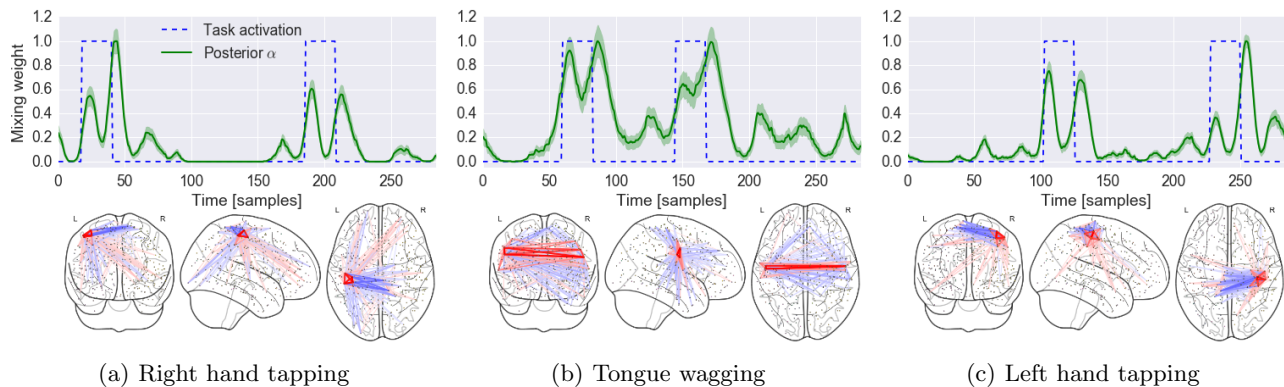 1.2
1.0
0.8
0.6
0.4
0.2
0.0
Mixing weight
Task activation
Posterior α
0 50 100 150 200 250
Time [samples]
L R L R
(a) Right hand tapping
1.2
1.0
0.8
0.6
0.4
0.2
0.0
0 50 100 150 200 250
Time [samples]
L R L R
(b) Tongue wagging
1.2
1.0
0.8
0.6
0.4
0.2
0.0
0 50 100 150 200 250
Time [samples]
L R L R
(c) Left hand tapping